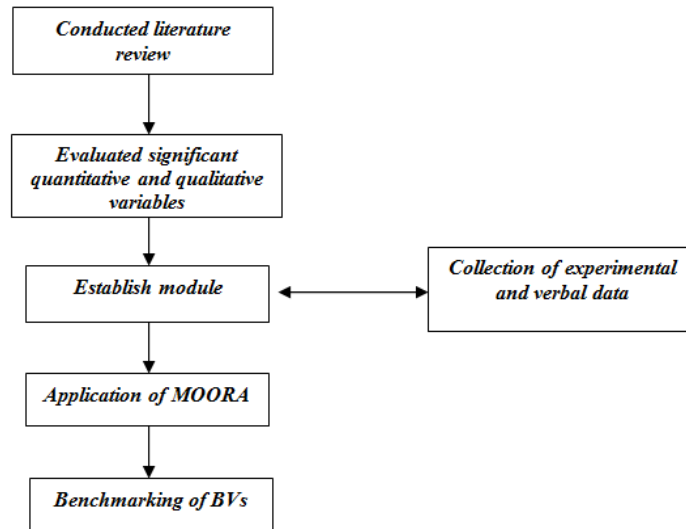 Conducted literature
review
Evaluated significant
quantitative and qualitative
variables
Establish module
Collection of experimental
and verbal data
Application of MOORA
Benchmarking of BVs